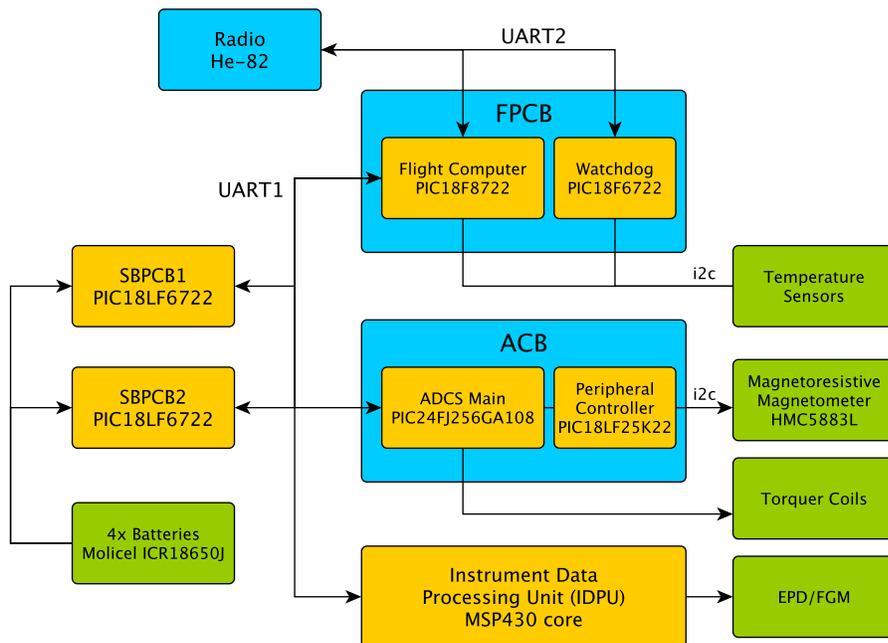 Radio
He-82
UART2
FPCB
Flight Computer
PIC18F8722
Watchdog
PIC18F6722
UART1
SBPCB1
PIC18LF6722
i2c
Temperature
Sensors
ACB
SBPCB2
PIC18LF6722
ADCS Main
PIC24FJ256GA108
Peripheral
Controller
PIC18LF25K22
i2c
Magnetoresistive
Magnetometer
HMC5883L
4x Batteries
Molicel ICR18650J
Torquer Coils
Instrument Data
Processing Unit (IDPU)
MSP430 core
EPD/FGM